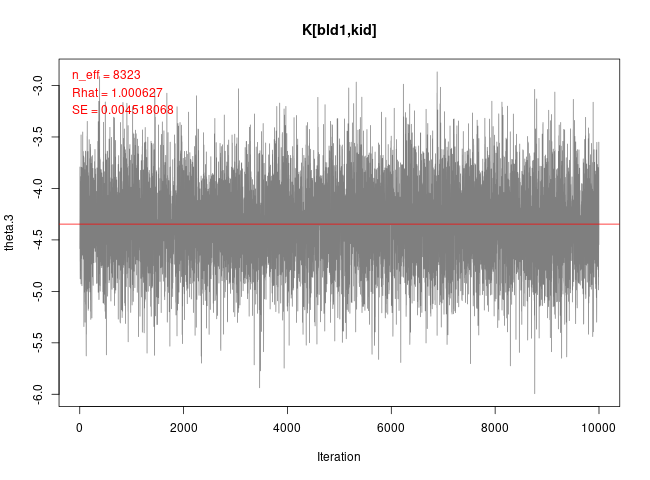 K[bld1,kid]
n_eff = 8323
Rhat = 1.000627
SE = 0.004518068
-3.0
-3.5
-4.0
-4.5
-5.0
-5.5
-6.0
theta.3
0 2000 4000 6000 8000 10000
Iteration